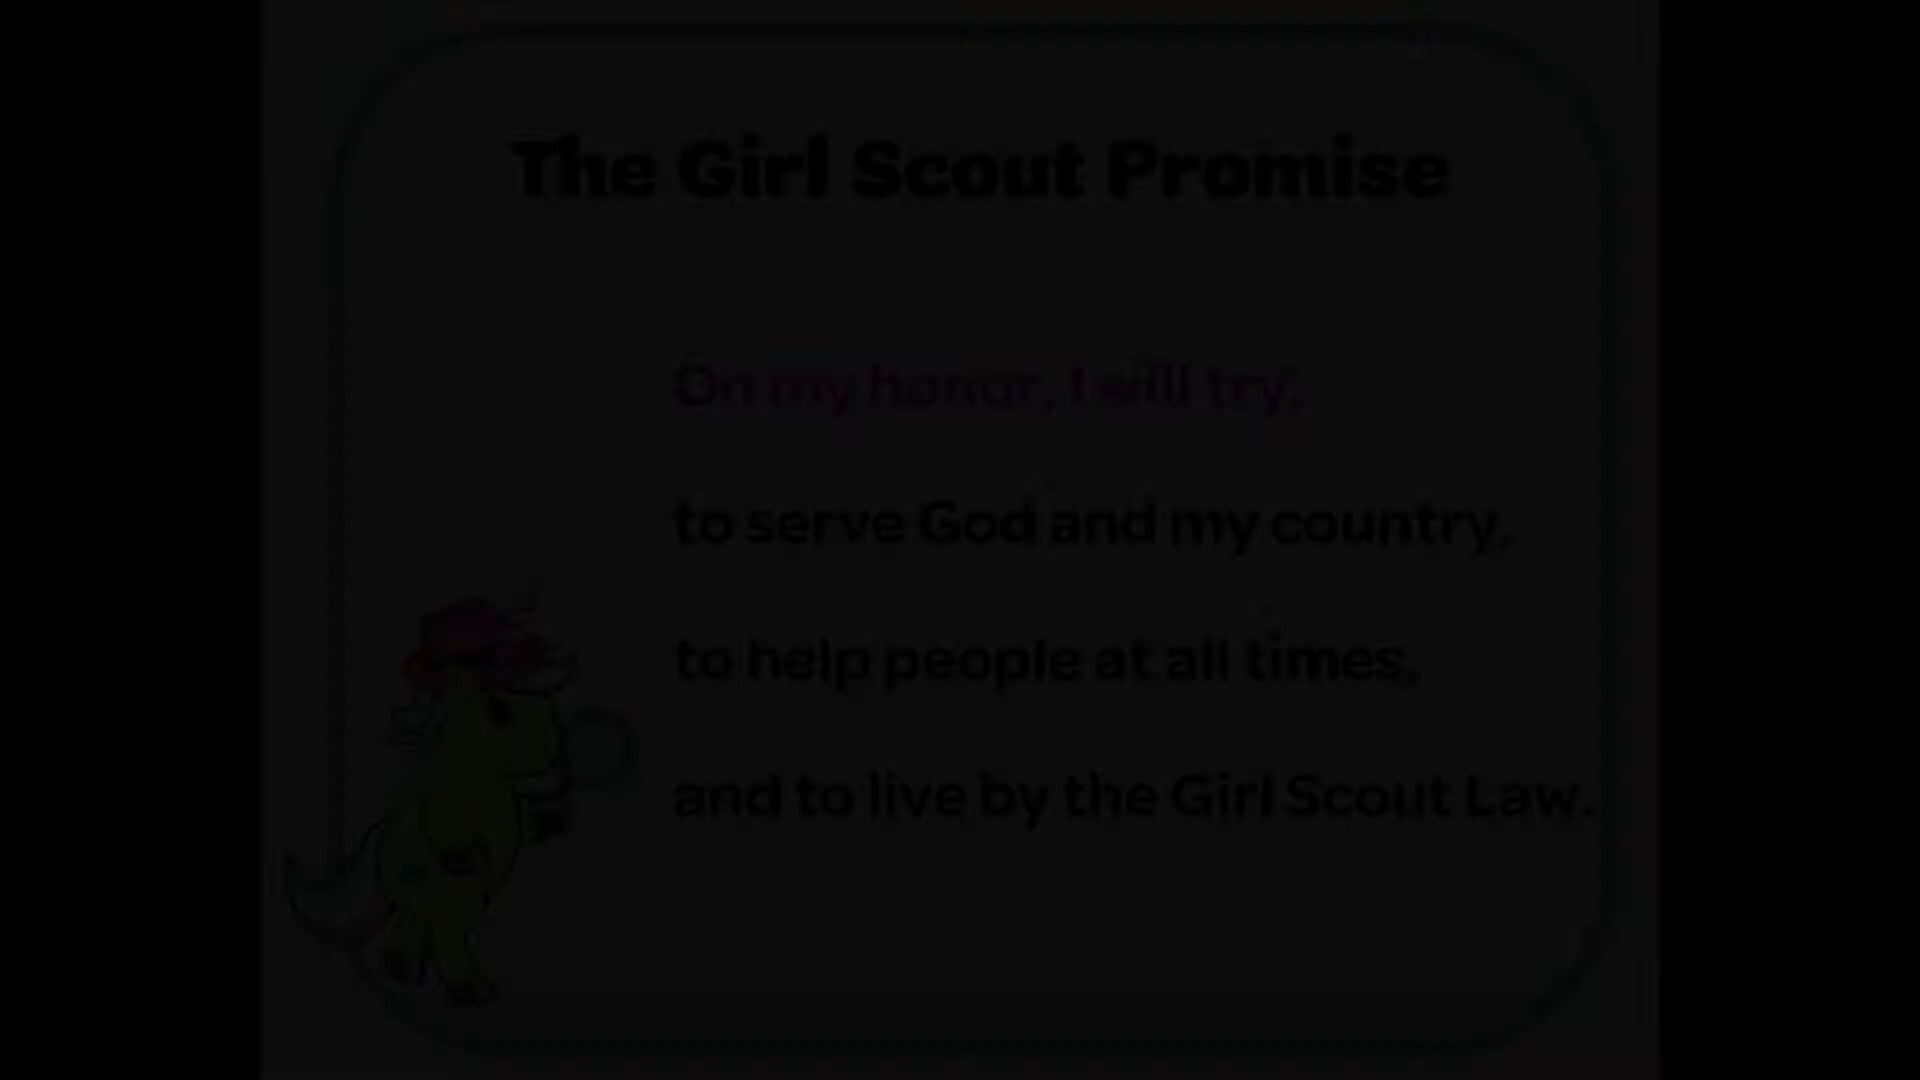 The Girl Scout Promise
On my honor, I will try,
to serve God and my country,
to help people at all times,
and to live by the Girl Scout Law.